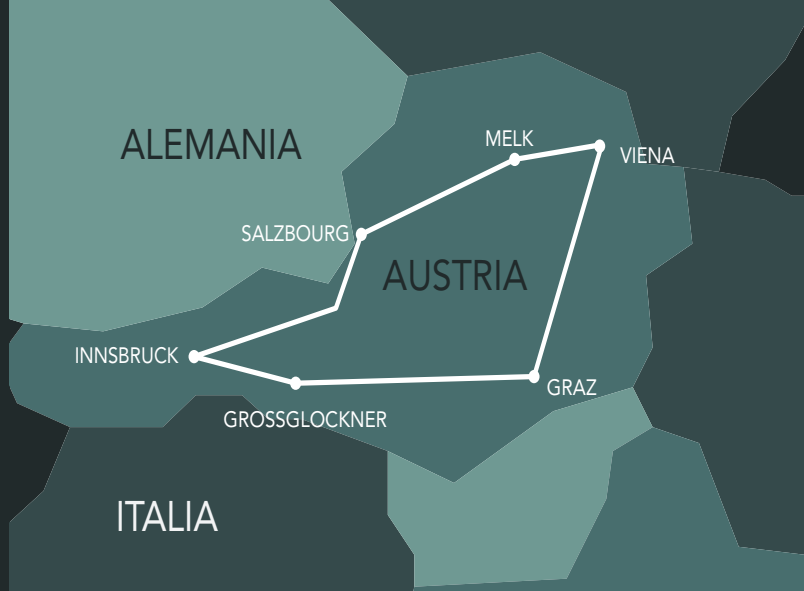 ALEMANIA
MELK
VIENA
SALZBOURG
AUSTRIA
INNSBRUCK
GRAZ
GROSSGLOCKNER
ITALIA